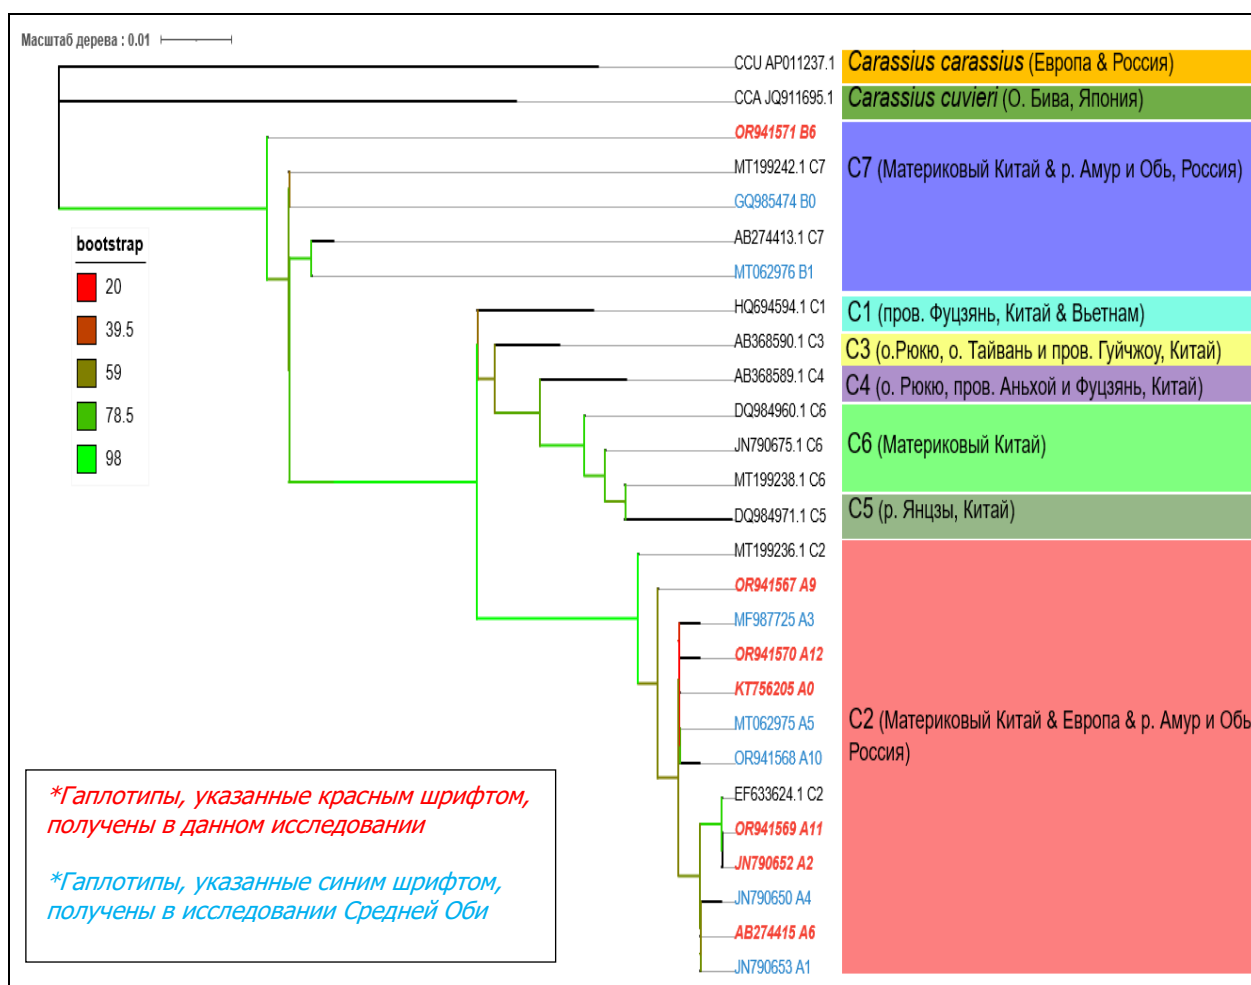 Масштаб дерева : 0.01
CCU AP011237.1
Carassius carassius (Европа & Россия)
CCA JQ911695.1
Carassius cuvieri (О. Бива, Япония)
OR941571 B6
MT199242.1 C7
C7 (Материковый Китай & р. Амур и Обь, Россия)
GQ985474 B0
AB274413.1 C7
MT062976 B1
bootstrap
20
39.5
59
78.5
98
HQ694594.1 C1
C1 (пров. Фуцзянь, Китай & Вьетнам)
AB368590.1 C3
C3 (о.Рюкю, о. Тайвань и пров. Гуйчжоу, Китай)
AB368589.1 C4
C4 (о. Рюкю, пров. Аньхой и Фуцзянь, Китай)
DQ984960.1 C6
JN790675.1 C6
C6 (Материковый Китай)
MT199238.1 C6
DQ984971.1 C5
C5 (р. Янцзы, Китай)
MT199236.1 C2
OR941567 A9
MF987725 A3
OR941570 A12
KT756205 A0
MT062975 A5
C2 (Материковый Китай & Европа & р. Амур и Обь
Россия)
OR941568 A10
EF633624.1 C2
OR941569 A11
JN790652 A2
JN790650 A4
AB274415 A6
JN790653 A1
*Гаплотипы, указанные красным шрифтом,
получены в данном исследовании
*Гаплотипы, указанные синим шрифтом,
получены в исследовании Средней Оби